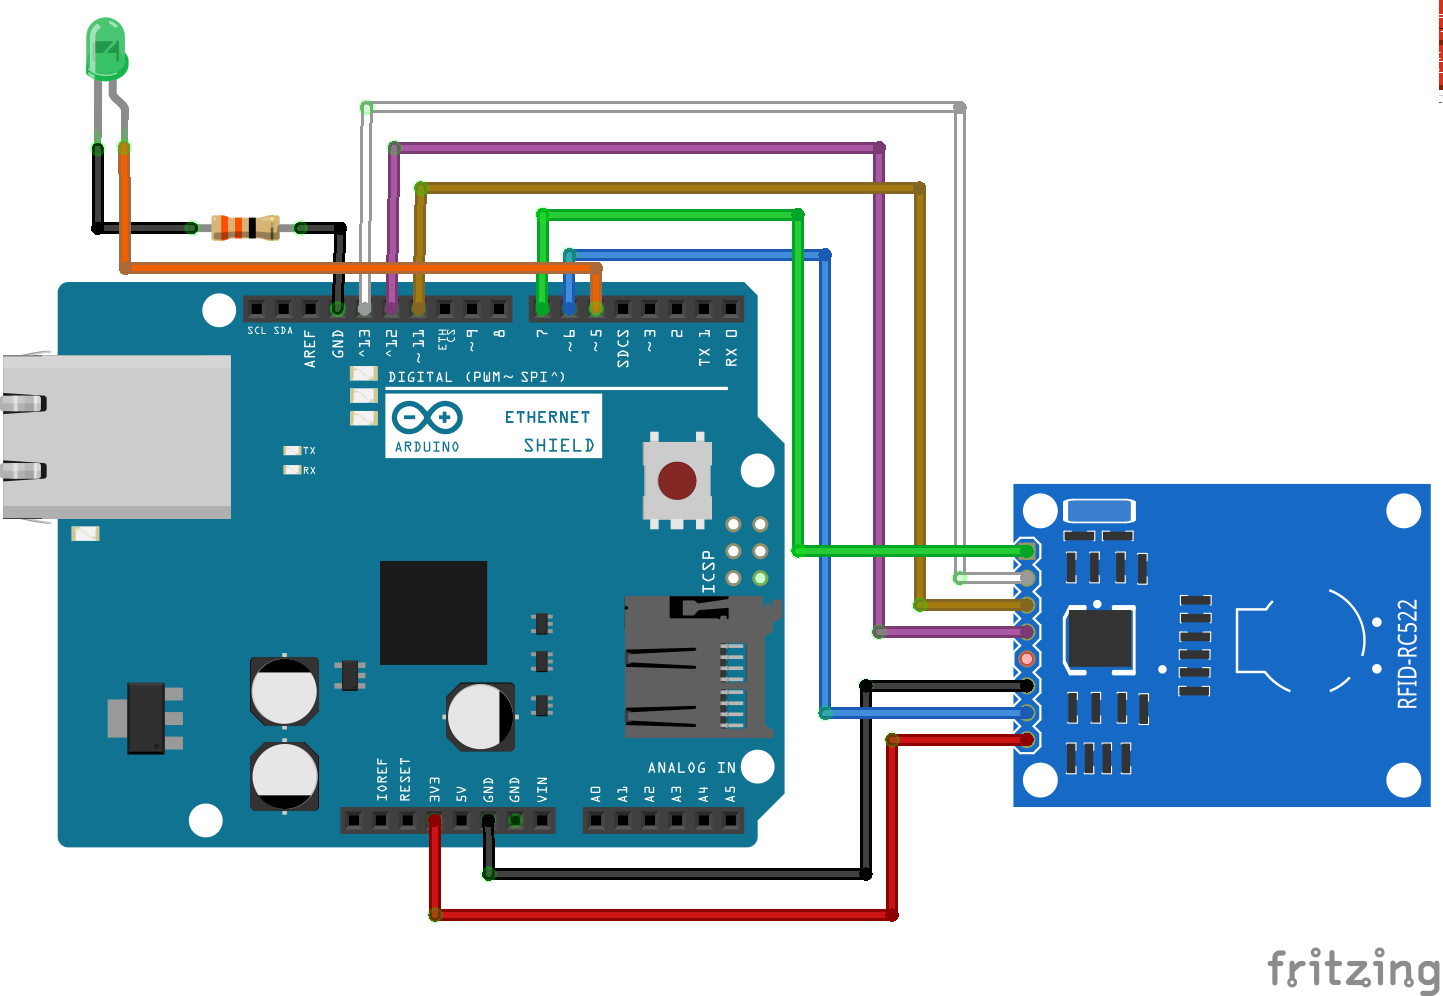 SCL SDA
AREF
GND
^13
^12
~11
ETH
CS
~9
8
7
~6
~5
SDCS
~3
2
TX 1
RX 0
DIGITAL (PWM~ SPI^)
ETHERNET
SHIELD
ARDUINO
TX
RX
ICSP
RFID-RC522
ANALOG IN
IOREF
RESET
3V3
5V
GND
GND
VIN
A0
A1
A2
A3
A4
A5
fritzing